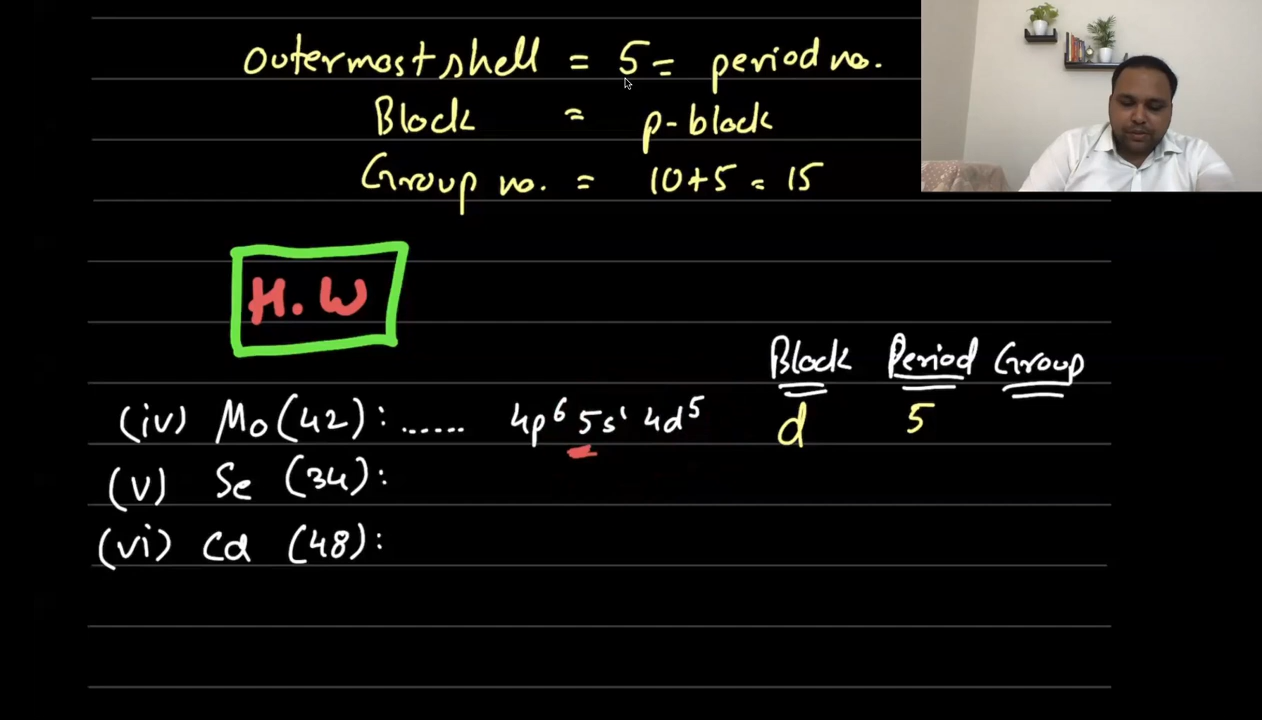 Outermost shell = 5 = period no.
Block = p-block
Group no. = 10+5 = 15
H.W
Block Period Group
(iv) Mo(42): ...... 4p⁶ 5s¹ 4d⁵ d 5
(v) Se (34):
(vi) Cd (48):